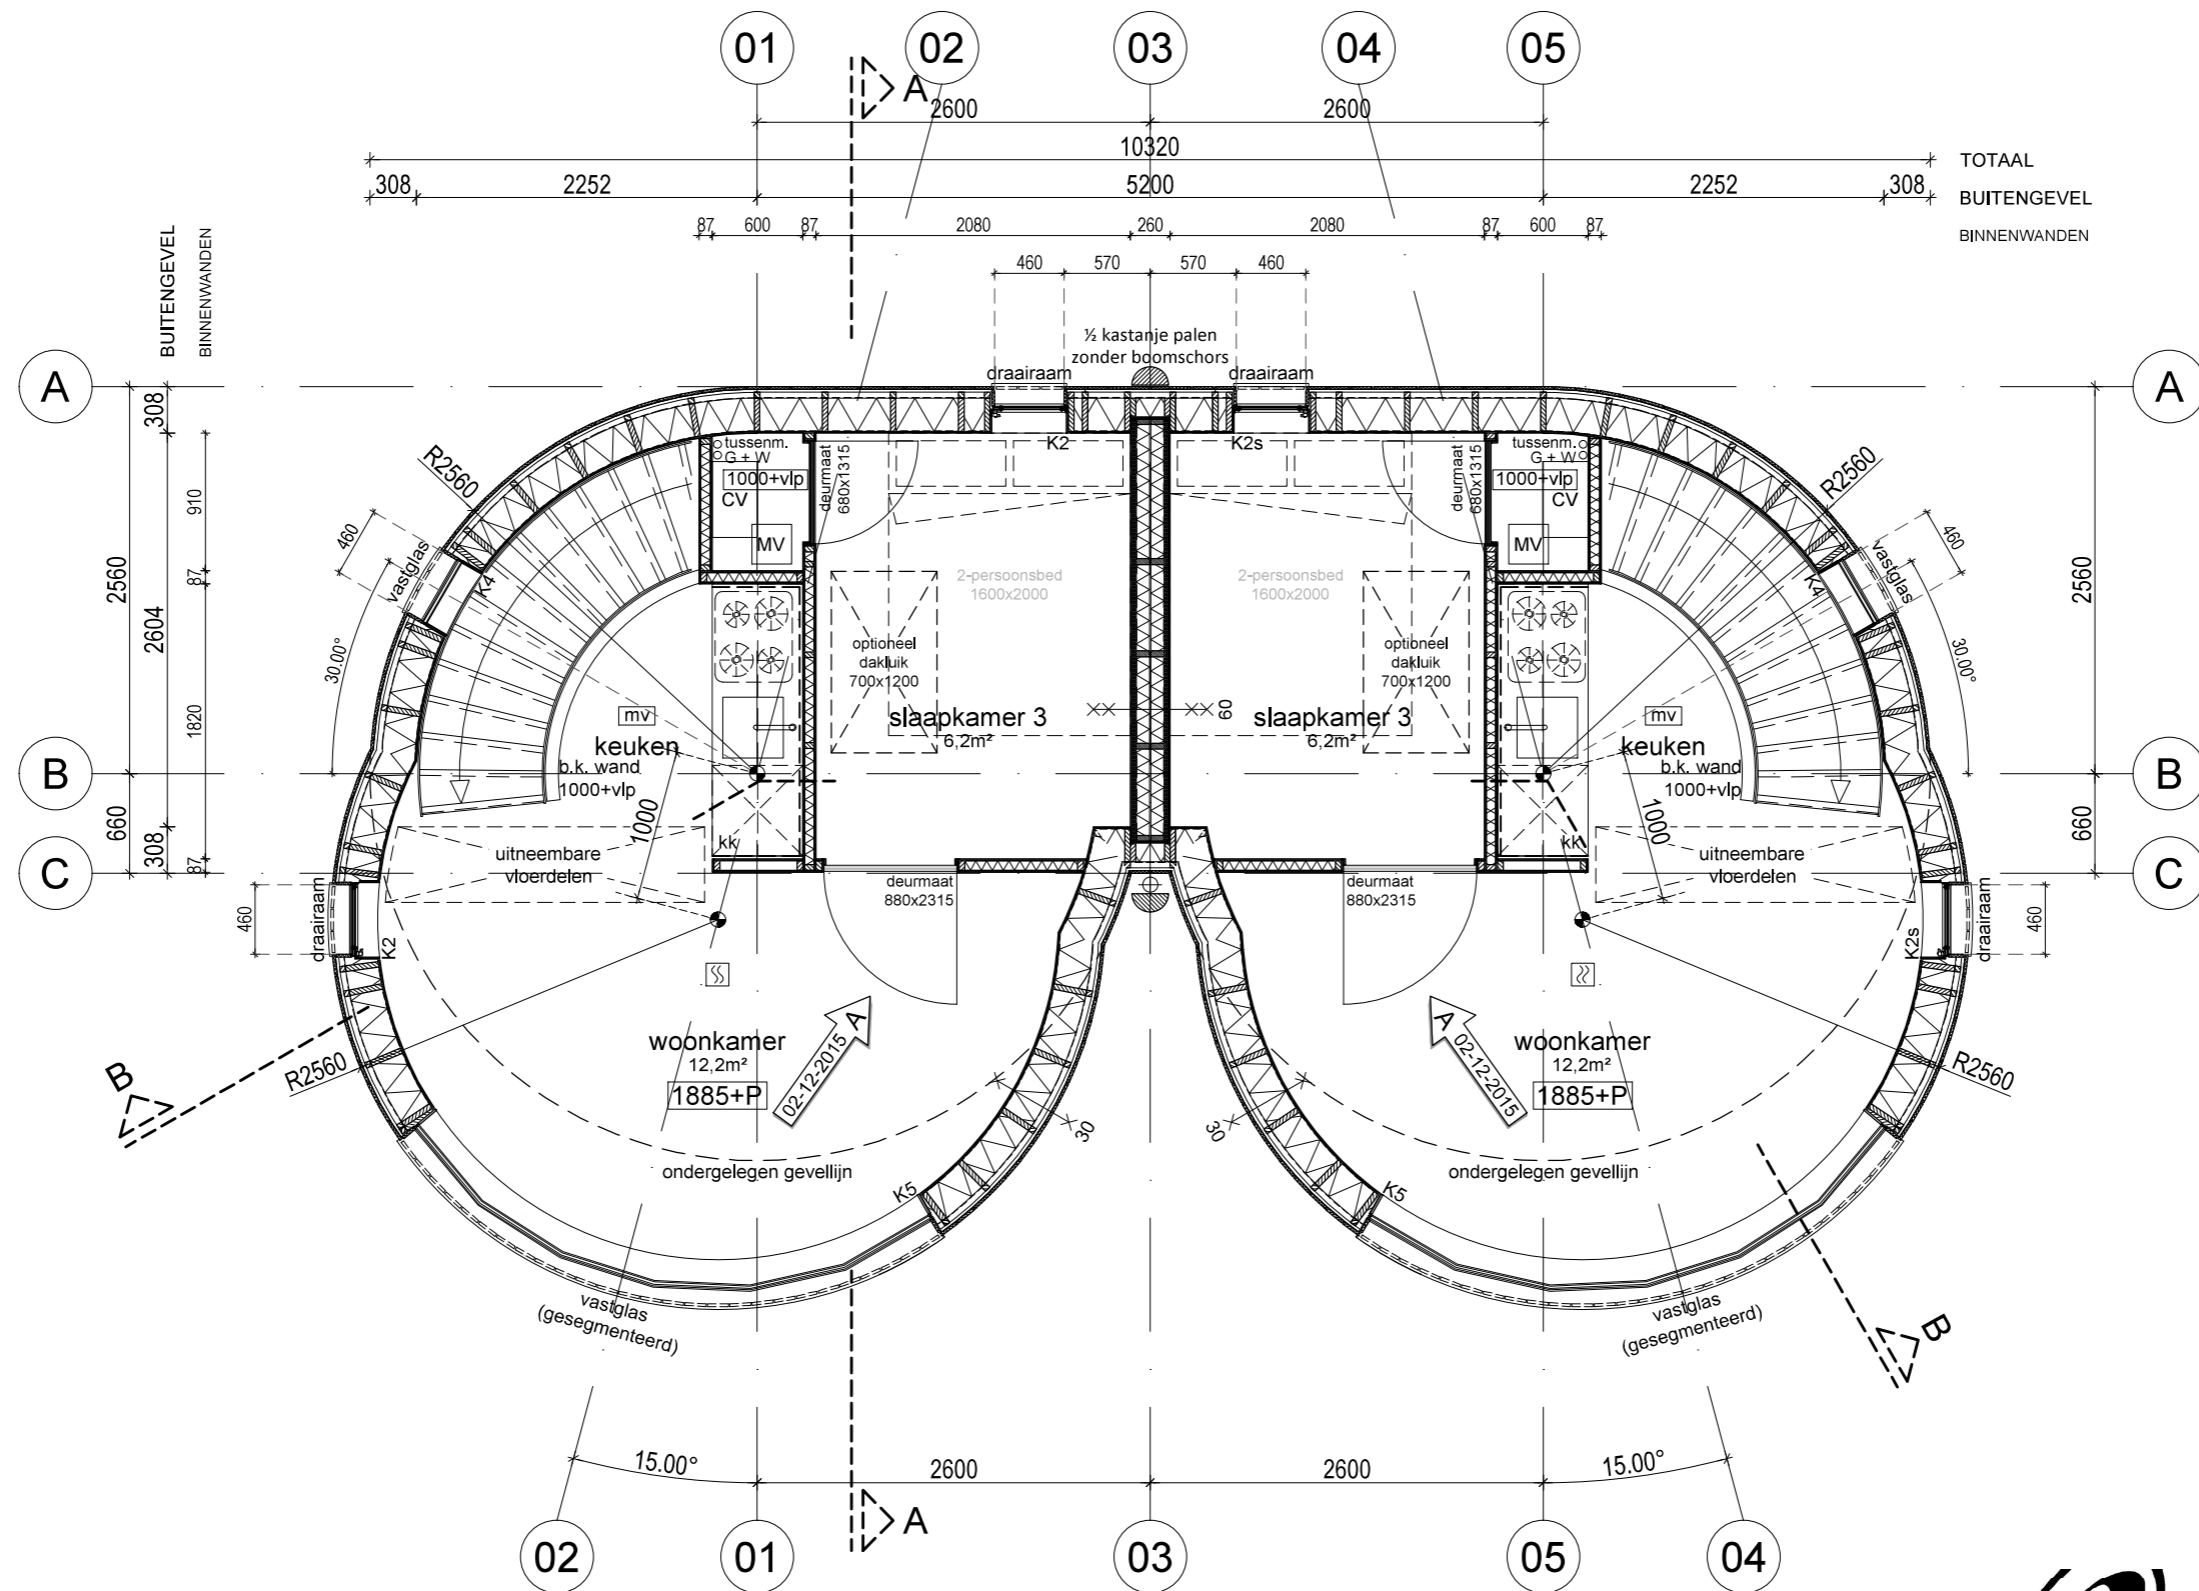 01 02 03 04 05
A
2600 2600
10320 TOTAAL
308 2252 5200 2252 308 BUITENGEVEL
87 600 87 2080 260 2080 87 600 87 BINNENWANDEN
460 570 570 460
BUITENGEVEL
BINNENWANDEN
½ kastanje palen
zonder boomschors
draairaam draairaam
A A
K2 K2s
308
2604
308
910
87
1820
87
2560
660
2560
660
R2560
R2560
460
vastglas
K4
30.00°
460
vastglas
K4
30.00°
tussenm.
G + W
1000+vlp
CV
MV
deurmaat
680x1315
tussenm.
G + W
1000+vlp
CV
MV
deurmaat
680x1315
2-persoonsbed
1600x2000
2-persoonsbed
1600x2000
optioneel
dakluik
700x1200
optioneel
dakluik
700x1200
slaapkamer 3
6,2m²
slaapkamer 3
6,2m²
60
mv
keuken
b.k. wand
1000+vlp
mv
keuken
b.k. wand
1000+vlp
B B
1000
1000
kk
kk
uitneembare
vloerdelen
uitneembare
vloerdelen
C C
deurmaat
880x2315
deurmaat
880x2315
460
draairaam
K2
K2s
draairaam
460
woonkamer
12,2m²
1885+P
A
02-12-2015
woonkamer
12,2m²
1885+P
A
02-12-2015
R2560
R2560
B
30
30
ondergelegen gevellijn
ondergelegen gevellijn
K5 K5
vastglas
(gesegmenteerd)
vastglas
(gesegmenteerd)
B
15.00° 2600 2600 15.00°
A
02 01 03 05 04